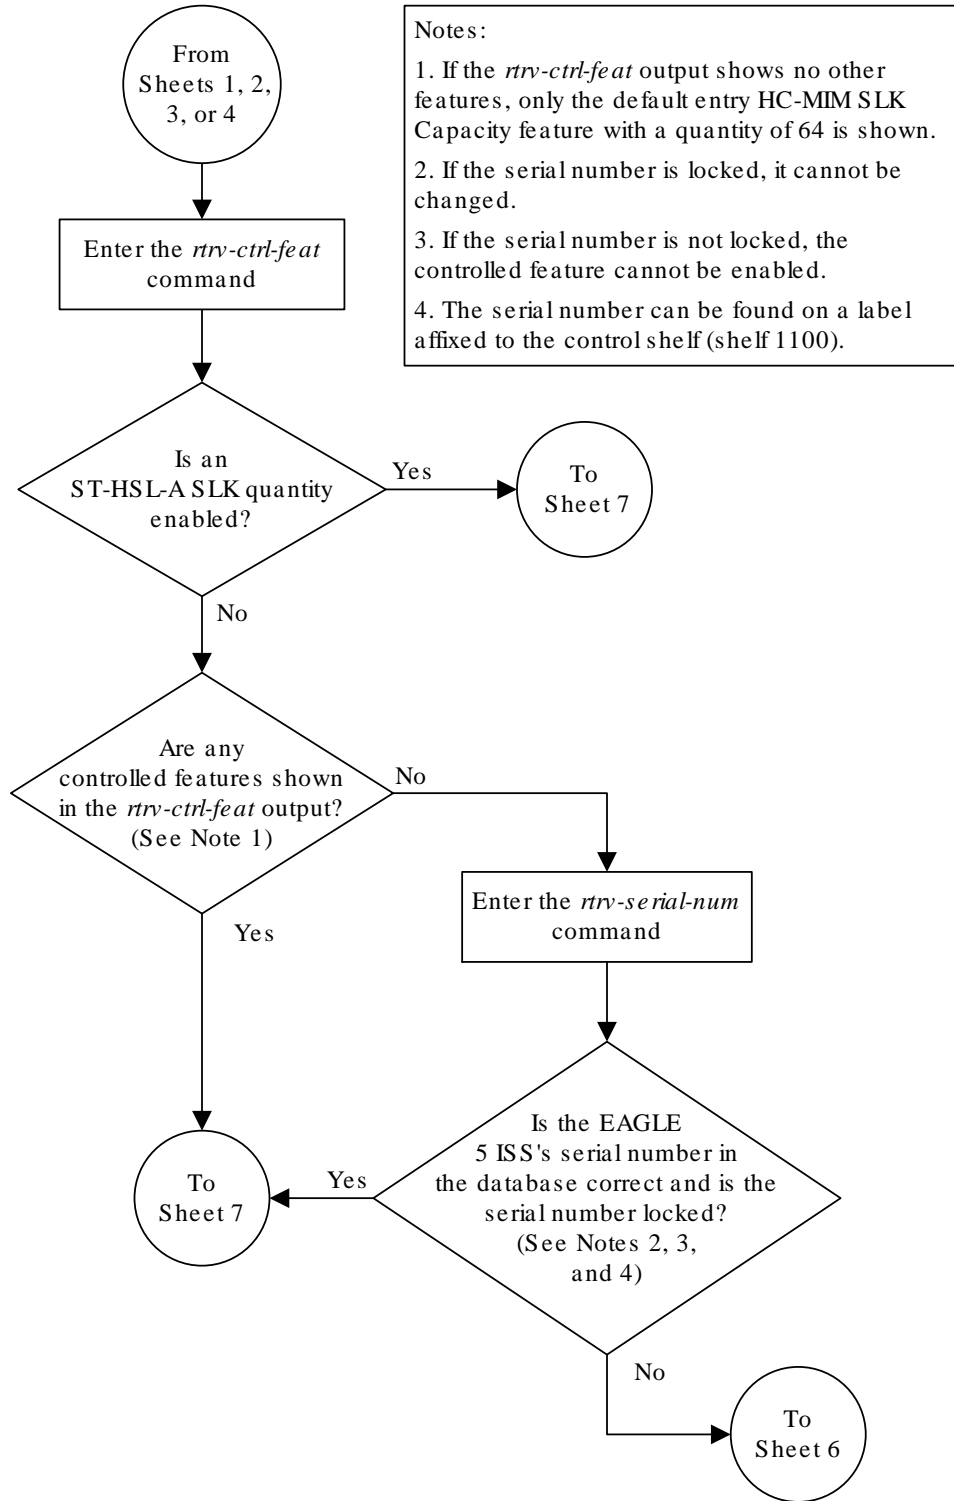 From
Sheets 1, 2,
3, or 4
Notes:
1. If the rtrv-ctrl-feat output shows no other
features, only the default entry HC-MIM SLK
Capacity feature with a quantity of 64 is shown.
2. If the serial number is locked, it cannot be
changed.
3. If the serial number is not locked, the
controlled feature cannot be enabled.
4. The serial number can be found on a label
affixed to the control shelf (shelf 1100).
Enter the rtrv-ctrl-feat
command
Is an
ST-HSL-A SLK quantity
enabled?
Yes
To
Sheet 7
No
Are any
controlled features shown
in the rtrv-ctrl-feat output?
(See Note 1)
No
Yes
Enter the rtrv-serial-num
command
Is the EAGLE
5 ISS's serial number in
the database correct and is the
serial number locked?
(See Notes 2, 3,
and 4)
Yes
To
Sheet 7
No
To
Sheet 6